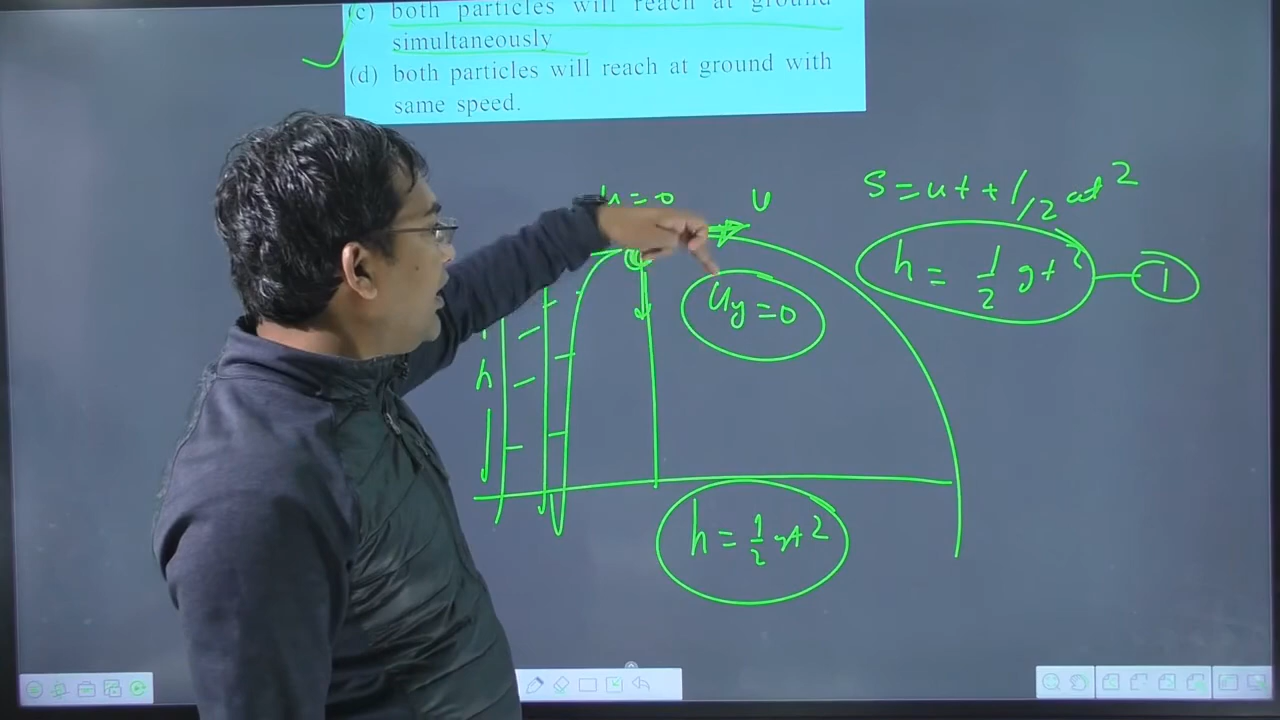 (c) both particles will reach at ground
simultaneously
(d) both particles will reach at ground with
same speed.
u = 0
u
S = ut + 1/2 at2
h = 1/2 gt2 — 1
uy = 0
h
h = 1/2 gt2